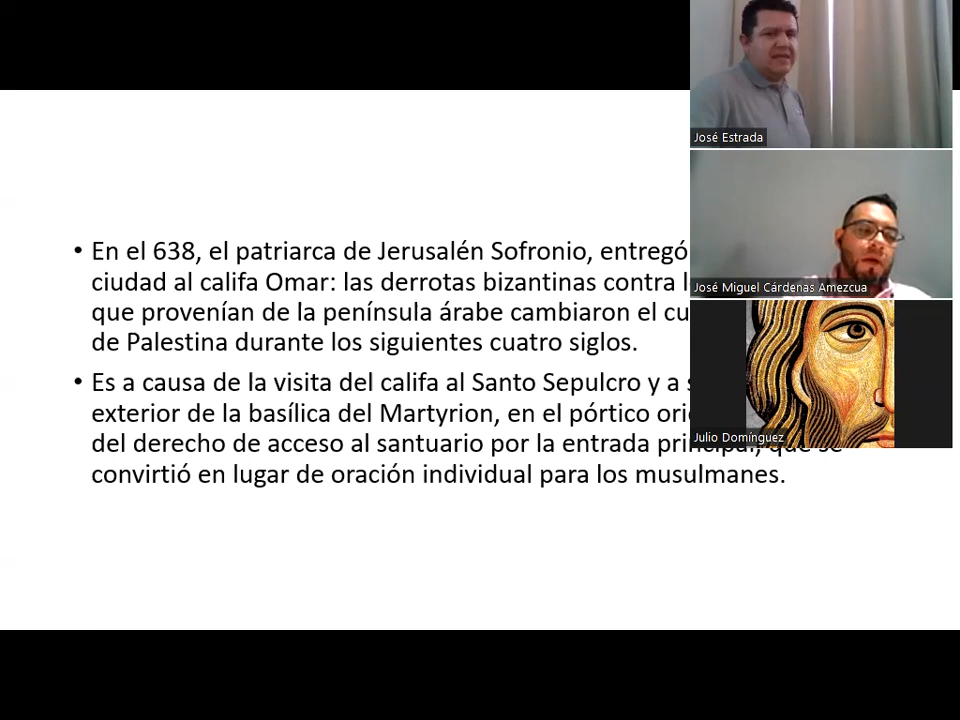 • En el 638, el patriarca de Jerusalén Sofronio, entregó
ciudad al califa Omar: las derrotas bizantinas contra
que provenían de la península árabe cambiaron el
de Palestina durante los siguientes cuatro siglos.
• Es a causa de la visita del califa al Santo Sepulcro y a
exterior de la basílica del Martyrion, en el pórtico
del derecho de acceso al santuario por la entrada principal, que se
convirtió en lugar de oración individual para los musulmanes.
José Estrada
José Miguel Cárdenas Amezcua
Julio Domínguez